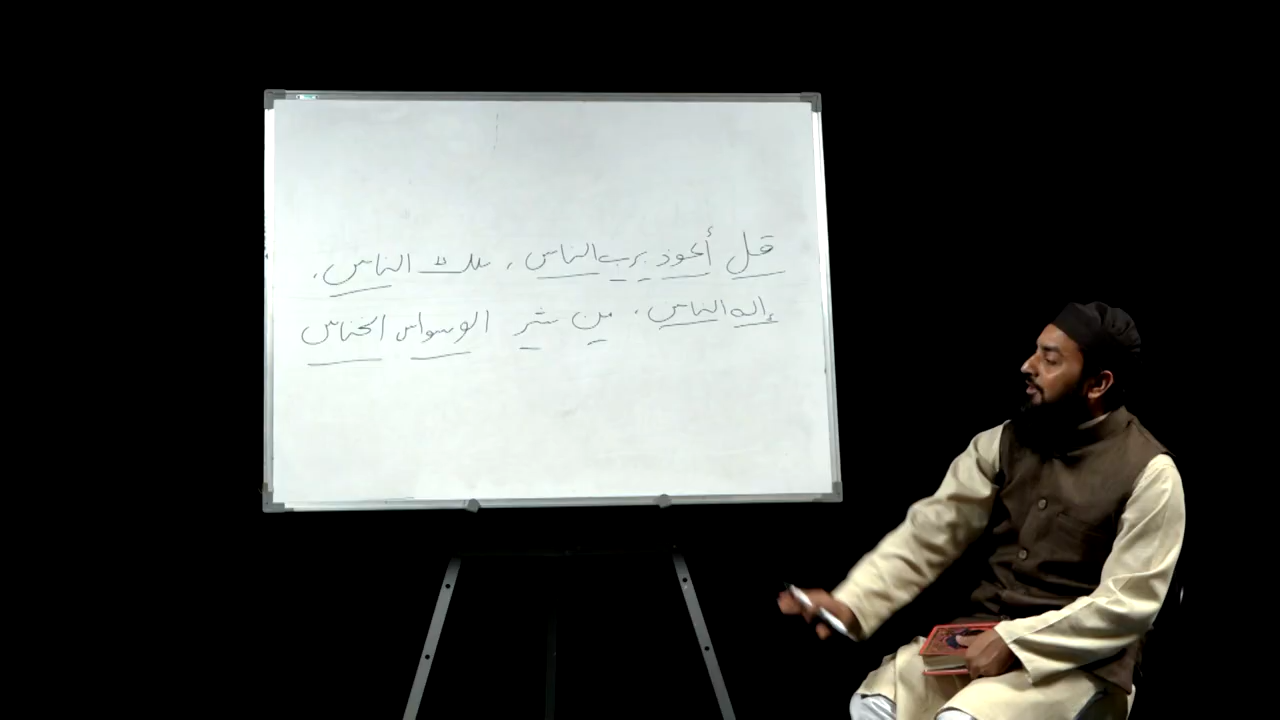 قل أعوذ برب الناس، ملك الناس.
إله الناس. من شر الوسواس الخناس